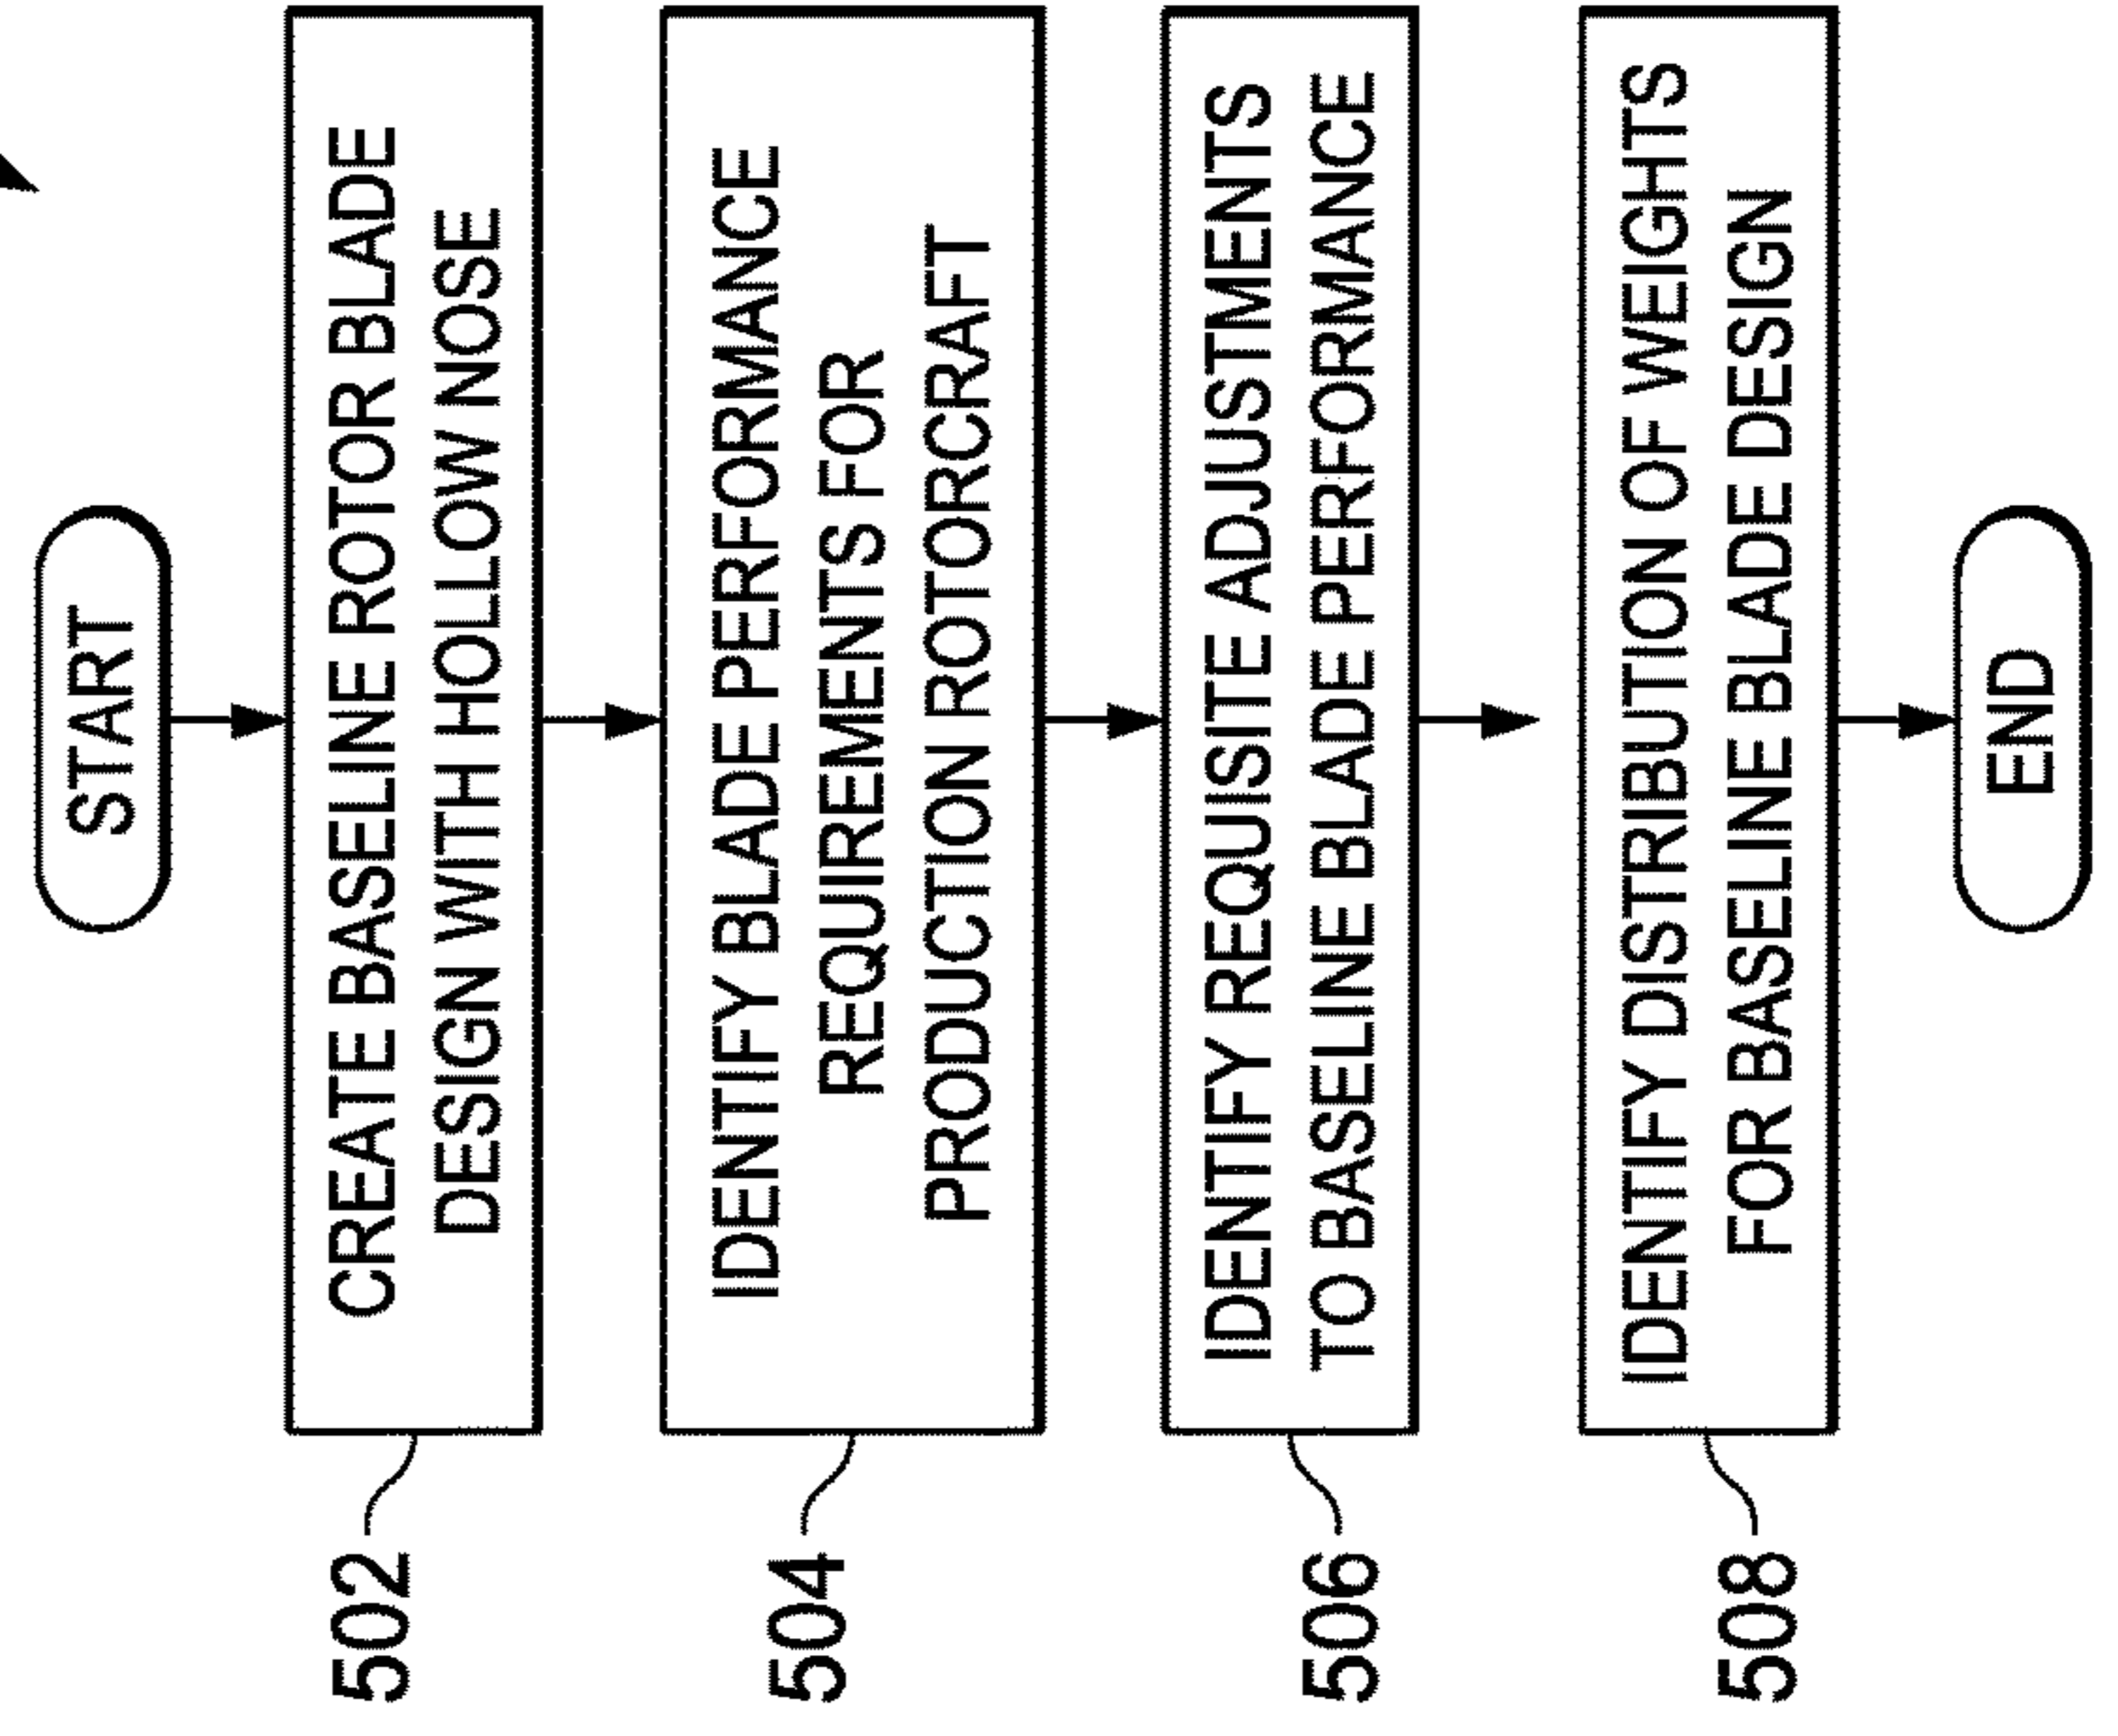 START
502
CREATE BASELINE ROTOR BLADE
DESIGN WITH HOLLOW NOSE
504
IDENTIFY BLADE PERFORMANCE
REQUIREMENTS FOR
PRODUCTION ROTORCRAFT
506
IDENTIFY REQUISITE ADJUSTMENTS
TO BASELINE BLADE PERFORMANCE
508
IDENTIFY DISTRIBUTION OF WEIGHTS
FOR BASELINE BLADE DESIGN
END